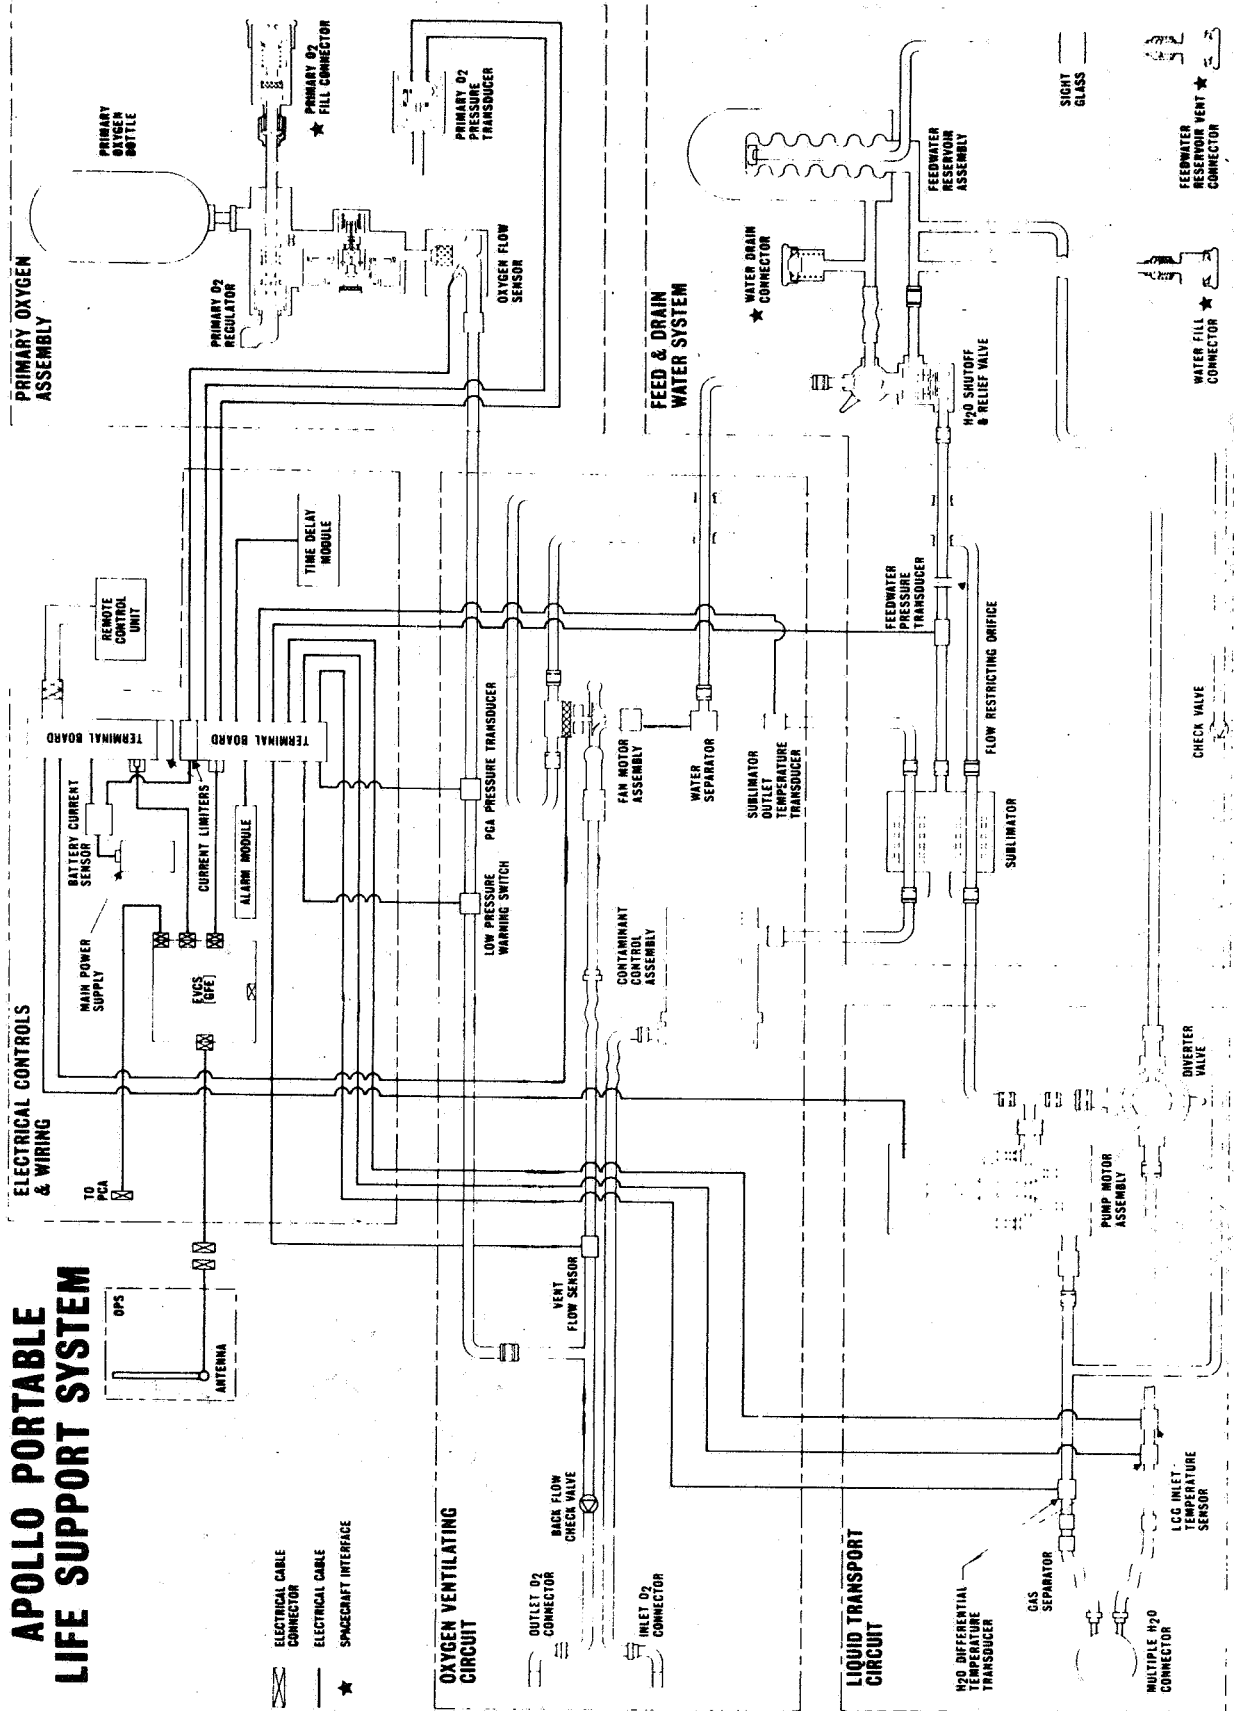 APOLLO PORTABLE
LIFE SUPPORT SYSTEM
ELECTRICAL CABLE
CONNECTOR
ELECTRICAL CABLE
SPACECRAFT INTERFACE
OPS
ANTENNA
ELECTRICAL CONTROLS
& WIRING
TO
PGA
MAIN POWER
SUPPLY
EVCS
[GFE]
BATTERY CURRENT
SENSOR
CURRENT LIMITERS
ALARM MODULE
TERMINAL BOARD
TERMINAL BOARD
REMOTE
CONTROL
UNIT
TIME DELAY
MODULE
PRIMARY OXYGEN
ASSEMBLY
PRIMARY
OXYGEN
BOTTLE
PRIMARY O2
REGULATOR
PRIMARY O2
FILL CONNECTOR
PRIMARY O2
PRESSURE
TRANSDUCER
OXYGEN FLOW
SENSOR
OXYGEN VENTILATING
CIRCUIT
OUTLET O2
CONNECTOR
INLET O2
CONNECTOR
BACK FLOW
CHECK VALVE
VENT
FLOW SENSOR
LOW PRESSURE
WARNING SWITCH
PGA PRESSURE TRANSDUCER
CONTAMINANT
CONTROL
ASSEMBLY
FAN MOTOR
ASSEMBLY
WATER
SEPARATOR
SUBLIMATOR
OUTLET
TEMPERATURE
TRANSDUCER
FEED & DRAIN
WATER SYSTEM
WATER DRAIN
CONNECTOR
FEEDWATER
RESERVOIR
ASSEMBLY
H2O SHUTOFF
& RELIEF VALVE
SIGHT
GLASS
FEEDWATER
RESERVOIR VENT
CONNECTOR
WATER FILL
CONNECTOR
FEEDWATER
PRESSURE
TRANSDUCER
FLOW RESTRICTING ORIFICE
SUBLIMATOR
CHECK VALVE
LIQUID TRANSPORT
CIRCUIT
H2O DIFFERENTIAL
TEMPERATURE
TRANSDUCER
GAS
SEPARATOR
MULTIPLE H2O
CONNECTOR
LCG INLET
TEMPERATURE
SENSOR
PUMP MOTOR
ASSEMBLY
DIVERTER
VALVE